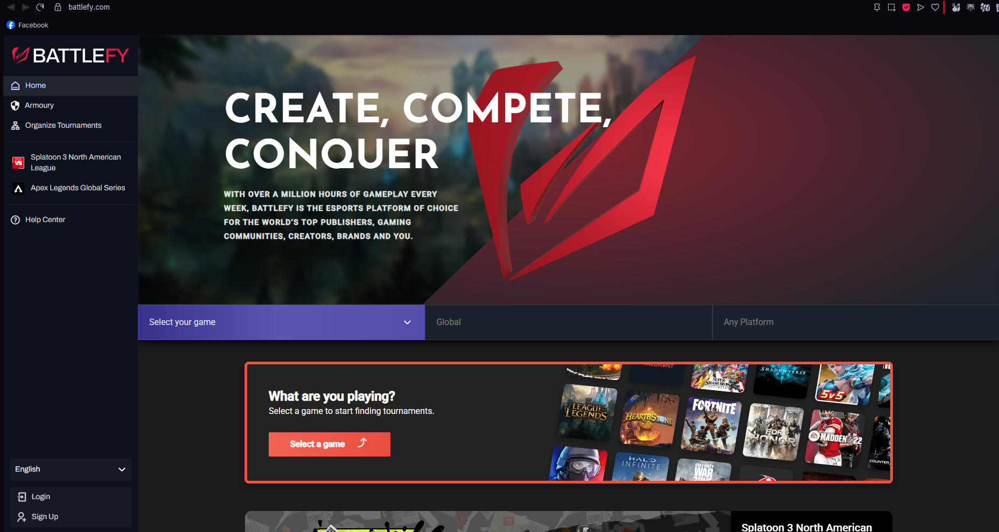 battlefy.com
Facebook
BATTLEFY
Home
Armoury
Organize Tournaments
VS
Splatoon 3 North American
League
Apex Legends Global Series
Help Center
English
Login
Sign Up
CREATE, COMPETE,
CONQUER
WITH OVER A MILLION HOURS OF GAMEPLAY EVERY
WEEK, BATTLEFY IS THE ESPORTS PLATFORM OF CHOICE
FOR THE WORLD'S TOP PUBLISHERS, GAMING
COMMUNITIES, CREATORS, BRANDS AND YOU.
Select your game
Global
Any Platform
What are you playing?
Select a game to start finding tournaments.
Select a game
VALORANT
SUPER
SMASH BROS.
ULTIMATE
SHADOWVERSE
5v5
LEAGUE
LEGENDS
HEARTHSTONE
FORTNITE
FOR
HONOR
EA
SPORTS
MADDEN 22
COUNTER
HALO
INFINITE
CALL OF DUTY
WAR
ZONE
Splatoon 3 North American